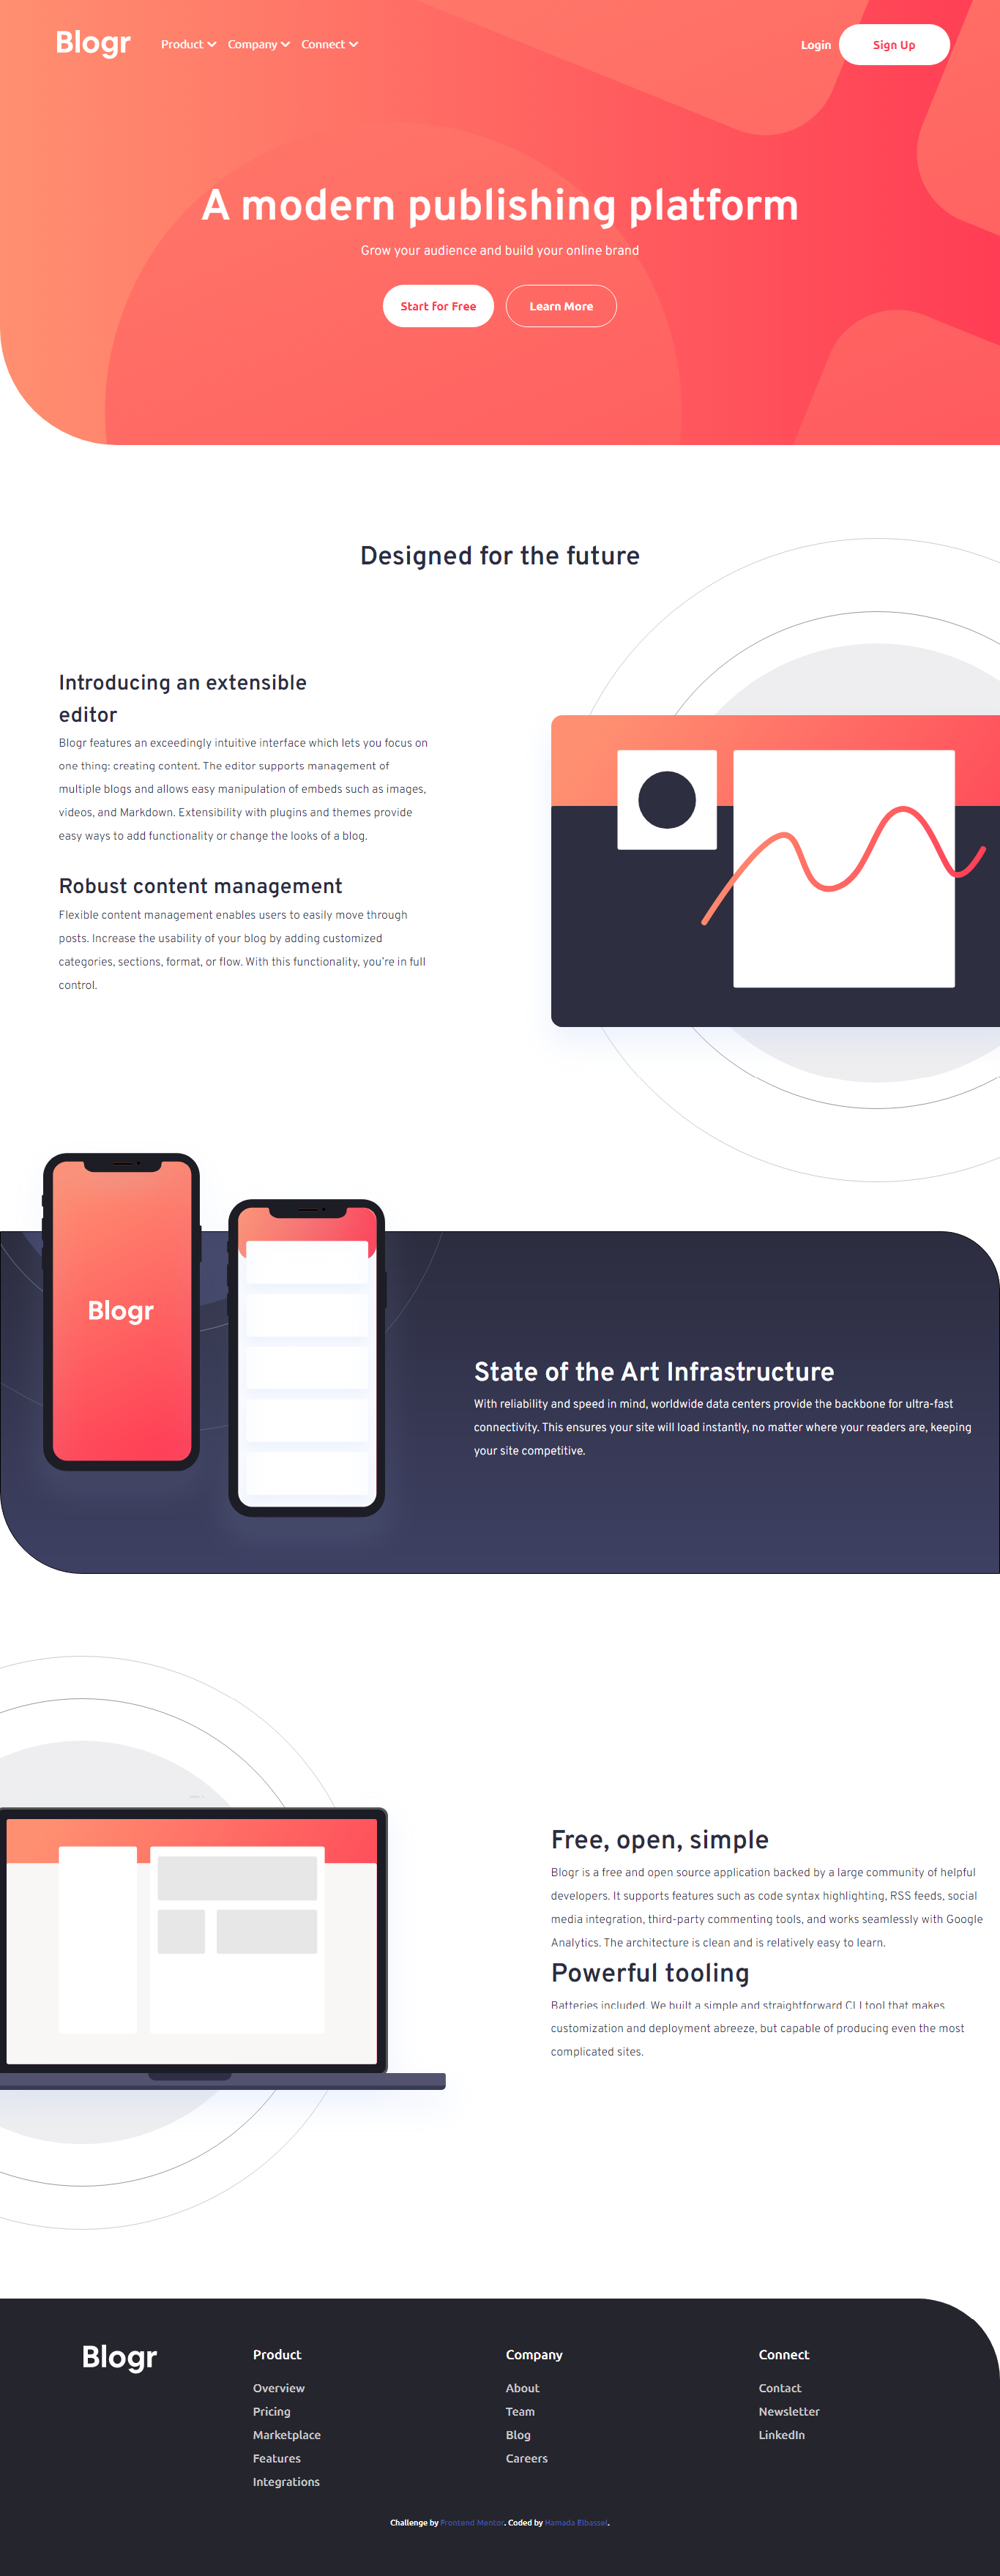 Blogr
Product Company Connect
Login Sign Up
A modern publishing platform
Grow your audience and build your online brand
Start for Free Learn More
Designed for the future
Introducing an extensible
editor
Blogr features an exceedingly intuitive interface which lets you focus on
one thing: creating content. The editor supports management of
multiple blogs and allows easy manipulation of embeds such as images,
videos, and Markdown. Extensibility with plugins and themes provide
easy ways to add functionality or change the looks of a blog.
Robust content management
Flexible content management enables users to easily move through
posts. Increase the usability of your blog by adding customized
categories, sections, format, or flow. With this functionality, you're in full
control.
Blogr
State of the Art Infrastructure
With reliability and speed in mind, worldwide data centers provide the backbone for ultra-fast
connectivity. This ensures your site will load instantly, no matter where your readers are, keeping
your site competitive.
Free, open, simple
Blogr is a free and open source application backed by a large community of helpful
developers. It supports features such as code syntax highlighting, RSS feeds, social
media integration, third-party commenting tools, and works seamlessly with Google
Analytics. The architecture is clean and is relatively easy to learn.
Powerful tooling
Batteries included. We built a simple and straightforward CLI tool that makes
customization and deployment abreeze, but capable of producing even the most
complicated sites.
Blogr
Product
Overview
Pricing
Marketplace
Features
Integrations
Company
About
Team
Blog
Careers
Connect
Contact
Newsletter
LinkedIn
Challenge by Frontend Mentor. Coded by Hamada Elbassel.